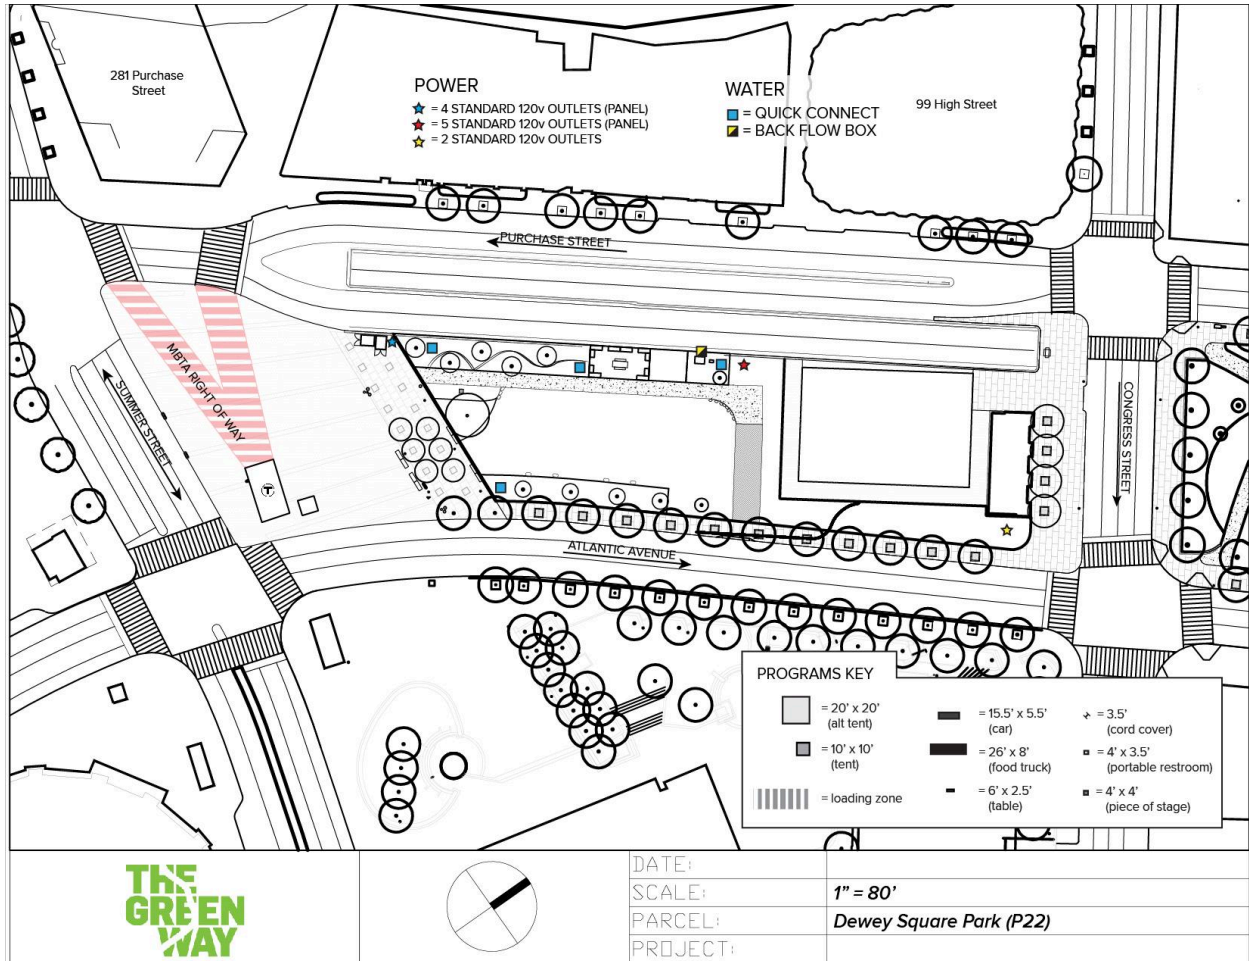 281 Purchase
Street
POWER
= 4 STANDARD 120v OUTLETS (PANEL)
= 5 STANDARD 120v OUTLETS (PANEL)
= 2 STANDARD 120v OUTLETS
WATER
= QUICK CONNECT
= BACK FLOW BOX
99 High Street
PURCHASE STREET
MBTA RIGHT OF WAY
SUMMER STREET
CONGRESS STREET
T
ATLANTIC AVENUE
PROGRAMS KEY
= 20' x 20'
(alt tent)
= 10' x 10'
(tent)
= loading zone
= 15.5' x 5.5'
(car)
= 26' x 8'
(food truck)
= 6' x 2.5'
(table)
= 3.5'
(cord cover)
= 4' x 3.5'
(portable restroom)
= 4' x 4'
(piece of stage)
THE
GREEN
WAY
DATE:
SCALE: 1" = 80'
PARCEL: Dewey Square Park (P22)
PROJECT: